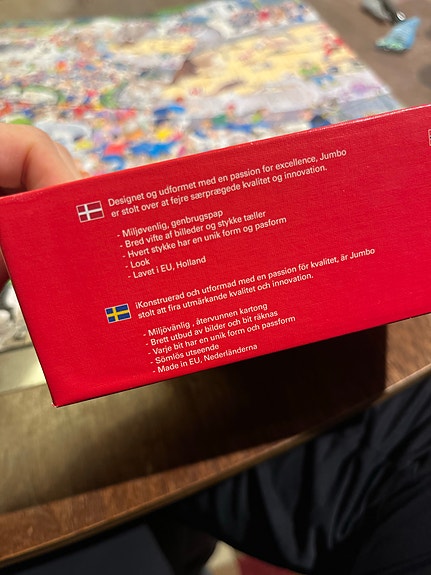 Designet og udformet med en passion for excellence, Jumbo
er stolt over at fejre særprægede kvalitet og innovation.
- Miljøvenlig, genbrugspap
- Bred vifte af billeder og stykke tæller
- Hvert stykke har en unik form og pasform
- Look
- Lavet i EU, Holland
iKonstruerad och utformad med en passion för kvalitet, är Jumbo
stolt att fira utmärkande kvalitet och innovation.
- Miljövänlig , återvunnen kartong
- Brett utbud av bilder och bit räknas
- Varje bit har en unik form och passform
- Sömlös utseende
- Made in EU, Nederländerna